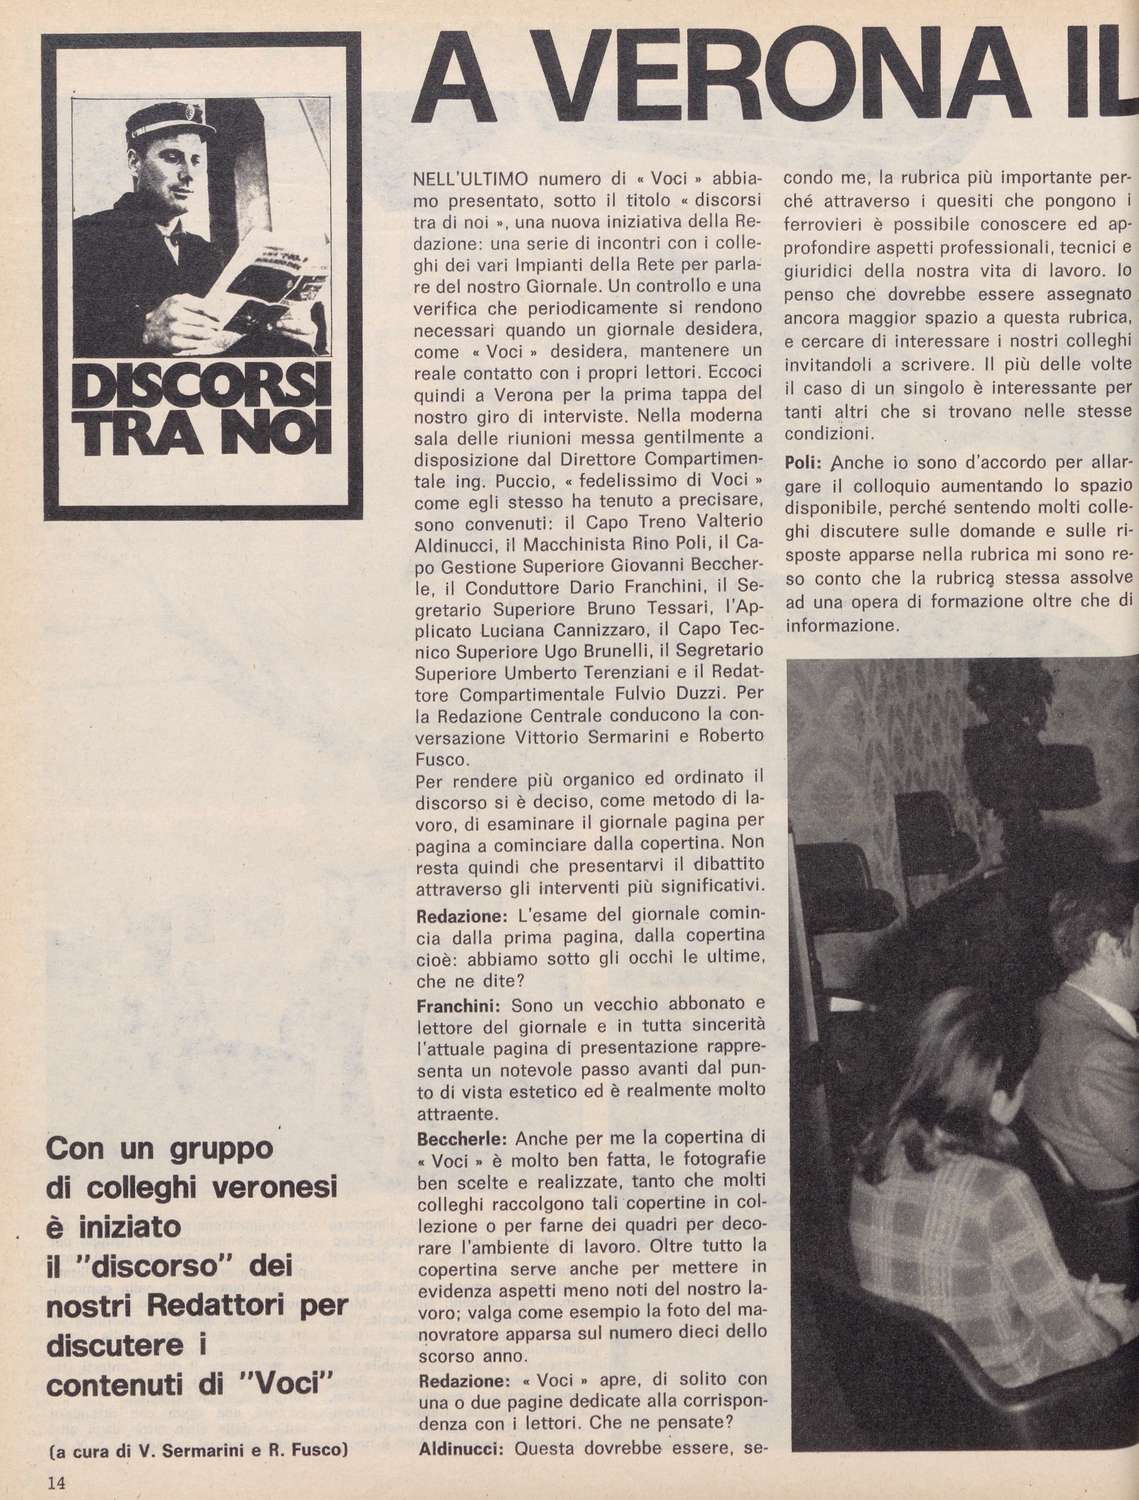 A VERONA IL
DISCORSI
TRA NOI
NELL'ULTIMO numero di « Voci » abbia-
mo presentato, sotto il titolo « discorsi
tra di noi », una nuova iniziativa della Re-
dazione: una serie di incontri con i colle-
ghi dei vari Impianti della Rete per parla-
re del nostro Giornale. Un controllo e una
verifica che periodicamente si rendono
necessari quando un giornale desidera,
come « Voci » desidera, mantenere un
reale contatto con i propri lettori. Eccoci
quindi a Verona per la prima tappa del
nostro giro di interviste. Nella moderna
sala delle riunioni messa gentilmente a
disposizione dal Direttore Compartimen-
tale ing. Puccio, « fedelissimo di Voci »
come egli stesso ha tenuto a precisare,
sono convenuti: il Capo Treno Valterio
Aldinucci, il Macchinista Rino Poli, il Ca-
po Gestione Superiore Giovanni Beccher-
le, il Conduttore Dario Franchini, il Se-
gretario Superiore Bruno Tessari, l'Ap-
plicato Luciana Cannizzaro, il Capo Tec-
nico Superiore Ugo Brunelli, il Segretario
Superiore Umberto Terenziani e il Redat-
tore Compartimentale Fulvio Duzzi. Per
la Redazione Centrale conducono la con-
versazione Vittorio Sermarini e Roberto
Fusco.
Per rendere più organico ed ordinato il
discorso si è deciso, come metodo di la-
voro, di esaminare il giornale pagina per
pagina a cominciare dalla copertina. Non
resta quindi che presentarvi il dibattito
attraverso gli interventi più significativi.
Redazione: L'esame del giornale comin-
cia dalla prima pagina, dalla copertina
cioè: abbiamo sotto gli occhi le ultime,
che ne dite?
Franchini: Sono un vecchio abbonato e
lettore del giornale e in tutta sincerità
l'attuale pagina di presentazione rappre-
senta un notevole passo avanti dal pun-
to di vista estetico ed è realmente molto
attraente.
Beccherle: Anche per me la copertina di
« Voci » è molto ben fatta, le fotografie
ben scelte e realizzate, tanto che molti
colleghi raccolgono tali copertine in col-
lezione o per farne dei quadri per deco-
rare l'ambiente di lavoro. Oltre tutto la
copertina serve anche per mettere in
evidenza aspetti meno noti del nostro la-
voro; valga come esempio la foto del ma-
novratore apparsa sul numero dieci dello
scorso anno.
Redazione: « Voci » apre, di solito con
una o due pagine dedicate alla corrispon-
denza con i lettori. Che ne pensate?
Aldinucci: Questa dovrebbe essere, se-
condo me, la rubrica più importante per-
ché attraverso i quesiti che pongono i
ferrovieri è possibile conoscere ed ap-
profondire aspetti professionali, tecnici e
giuridici della nostra vita di lavoro. Io
penso che dovrebbe essere assegnato
ancora maggior spazio a questa rubrica,
e cercare di interessare i nostri colleghi
invitandoli a scrivere. Il più delle volte
il caso di un singolo è interessante per
tanti altri che si trovano nelle stesse
condizioni.
Poli: Anche io sono d'accordo per allar-
gare il colloquio aumentando lo spazio
disponibile, perché sentendo molti colle-
ghi discutere sulle domande e sulle ri-
sposte apparse nella rubrica mi sono re-
so conto che la rubrica stessa assolve
ad una opera di formazione oltre che di
informazione.
Con un gruppo
di colleghi veronesi
è iniziato
il "discorso" dei
nostri Redattori per
discutere i
contenuti di "Voci"
(a cura di V. Sermarini e R. Fusco)
14